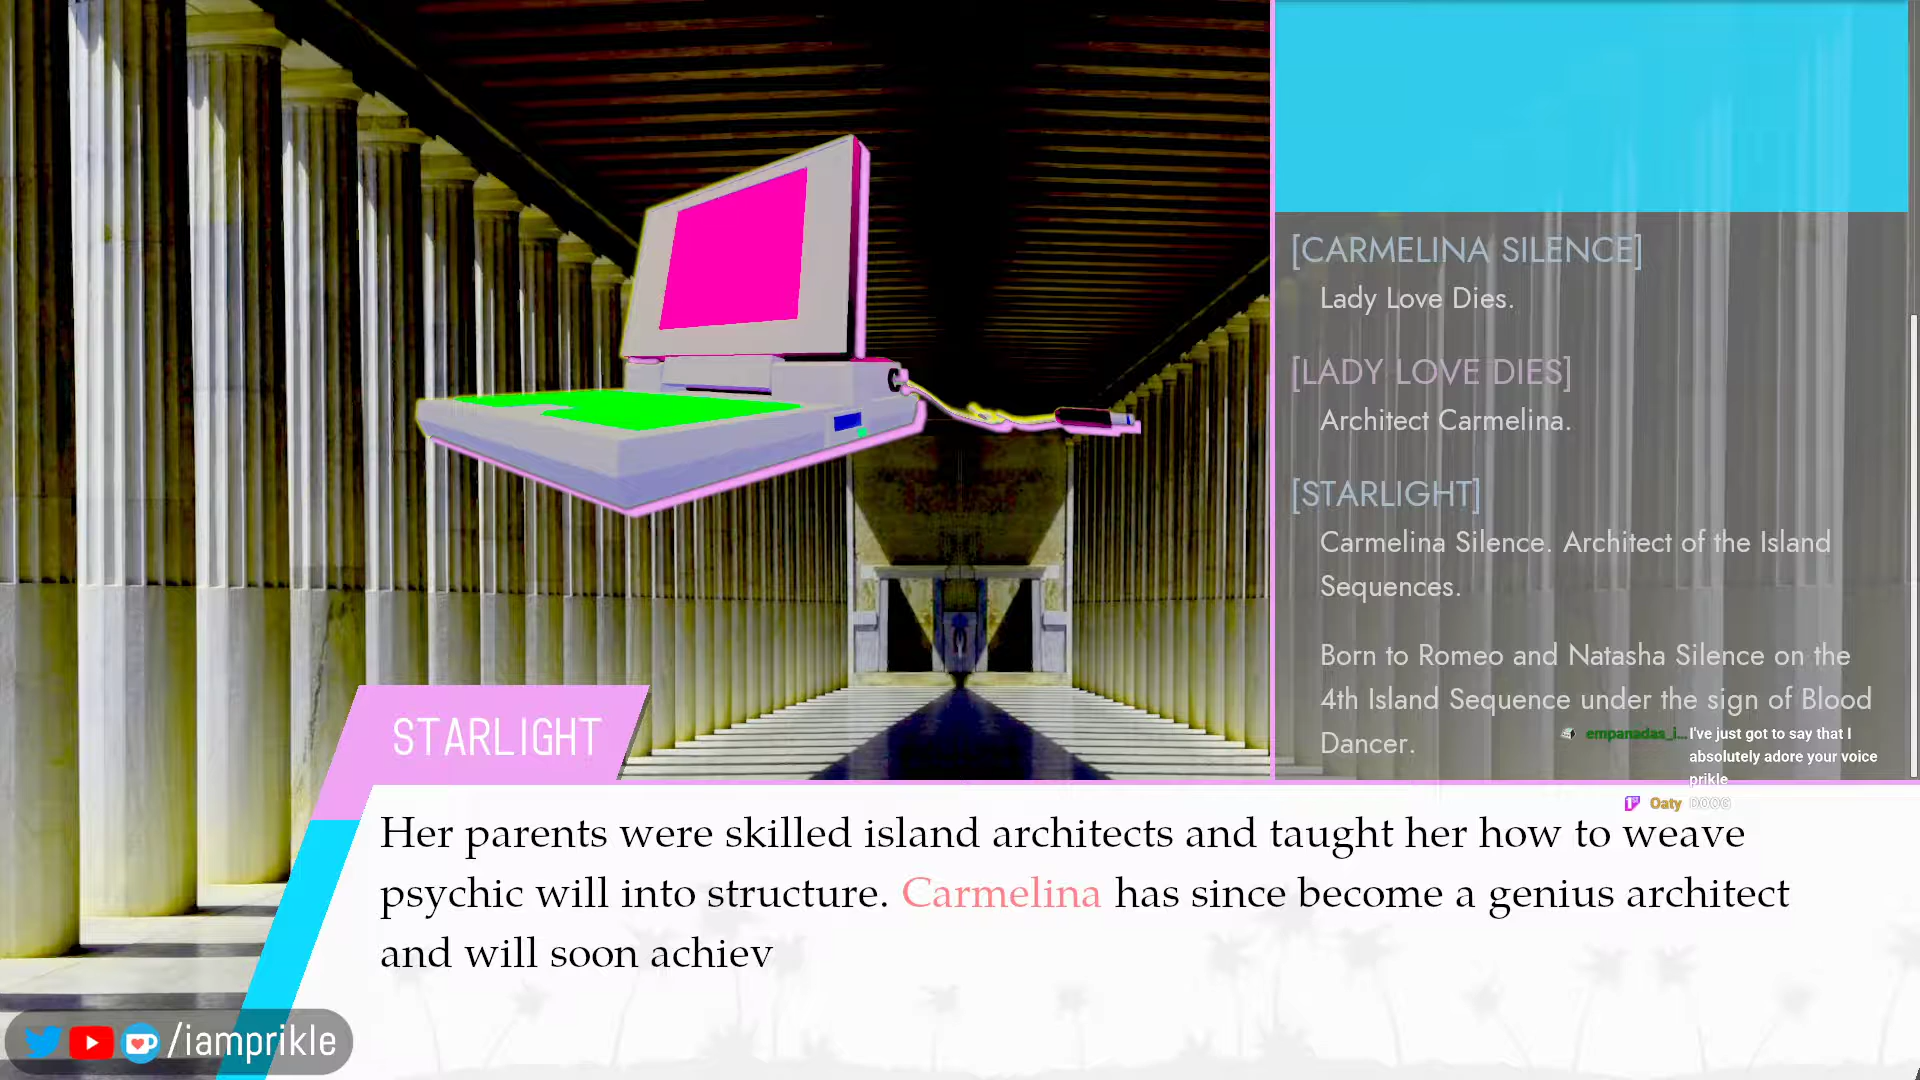 [CARMELINA SILENCE]
Lady Love Dies.
[LADY LOVE DIES]
Architect Carmelina.
[STARLIGHT]
Carmelina Silence. Architect of the Island
Sequences.
Born to Romeo and Natasha Silence on the
4th Island Sequence under the sign of Blood
Dancer.
empanadas_i... I've just got to say that I
absolutely adore your voice
prikle
Oaty DOOG
STARLIGHT
Her parents were skilled island architects and taught her how to weave
psychic will into structure. Carmelina has since become a genius architect
and will soon achiev
/iamprikle